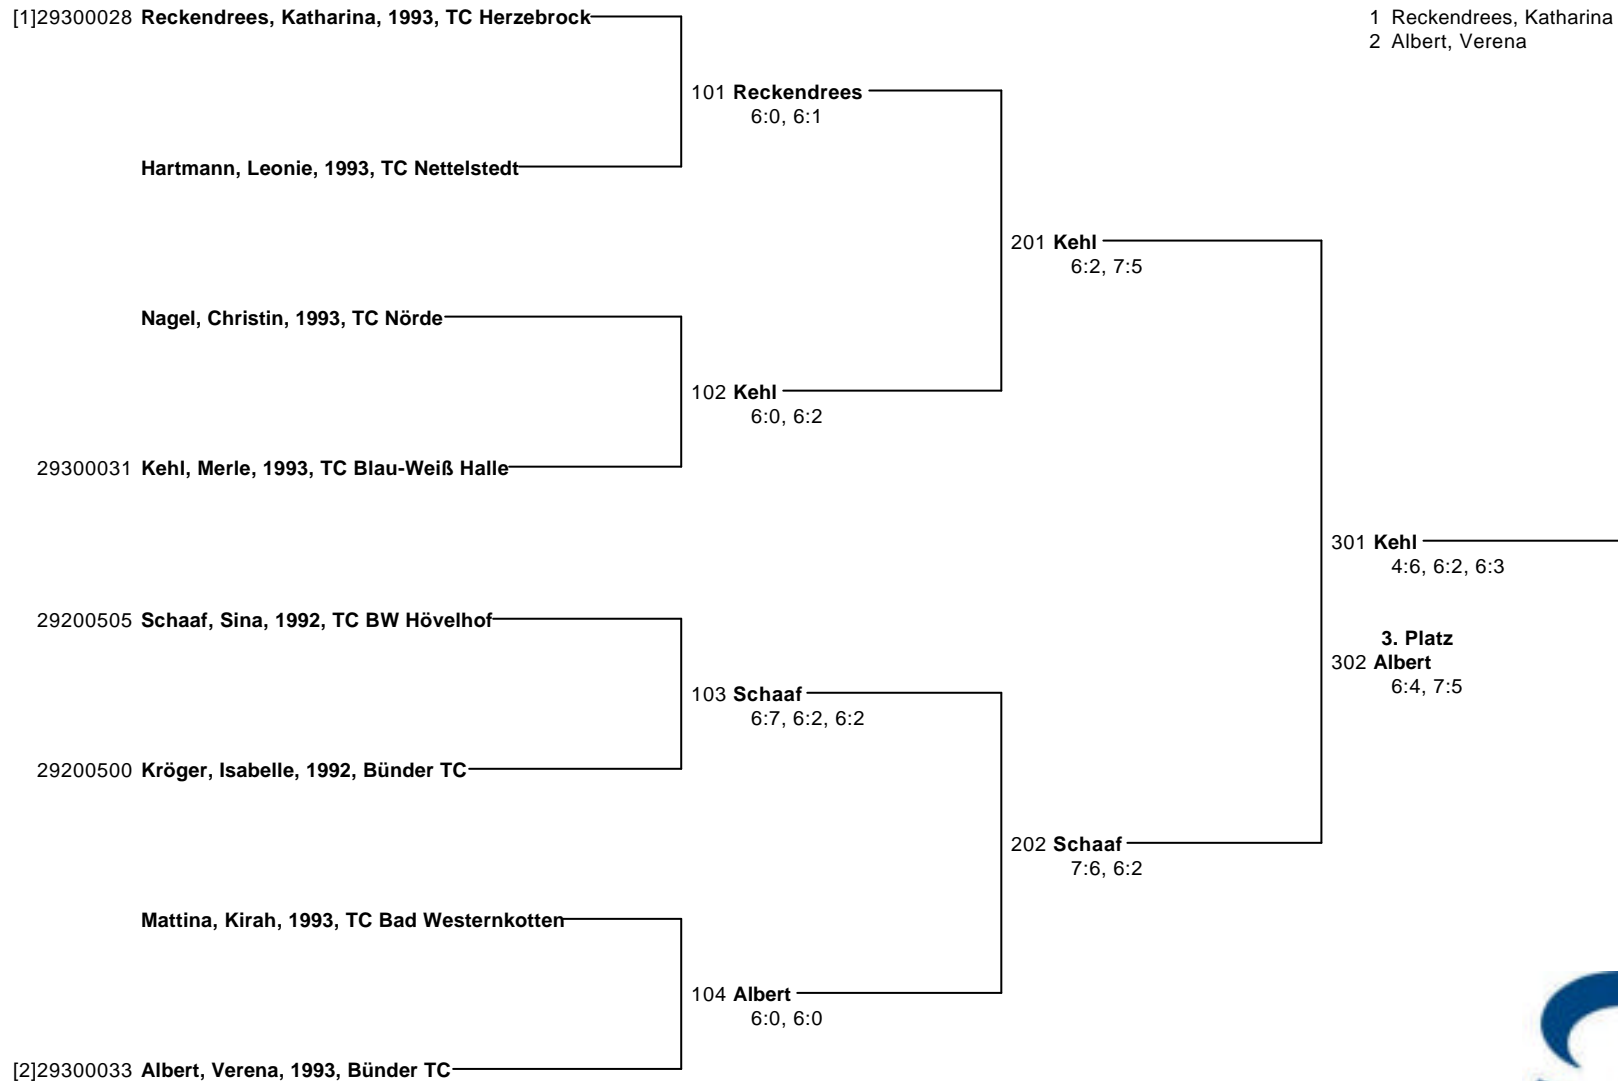 [1]29300028 Reckendrees, Katharina, 1993, TC Herzebrock
1 Reckendrees, Katharina
2 Albert, Verena
101 Reckendrees
6:0, 6:1
Hartmann, Leonie, 1993, TC Nettelstedt
201 Kehl
6:2, 7:5
Nagel, Christin, 1993, TC Nörde
102 Kehl
6:0, 6:2
29300031 Kehl, Merle, 1993, TC Blau-Weiß Halle
301 Kehl
4:6, 6:2, 6:3
29200505 Schaaf, Sina, 1992, TC BW Hövelhof
3. Platz
302 Albert
6:4, 7:5
103 Schaaf
6:7, 6:2, 6:2
29200500 Kröger, Isabelle, 1992, Bünder TC
202 Schaaf
7:6, 6:2
Mattina, Kirah, 1993, TC Bad Westernkotten
104 Albert
6:0, 6:0
[2]29300033 Albert, Verena, 1993, Bünder TC